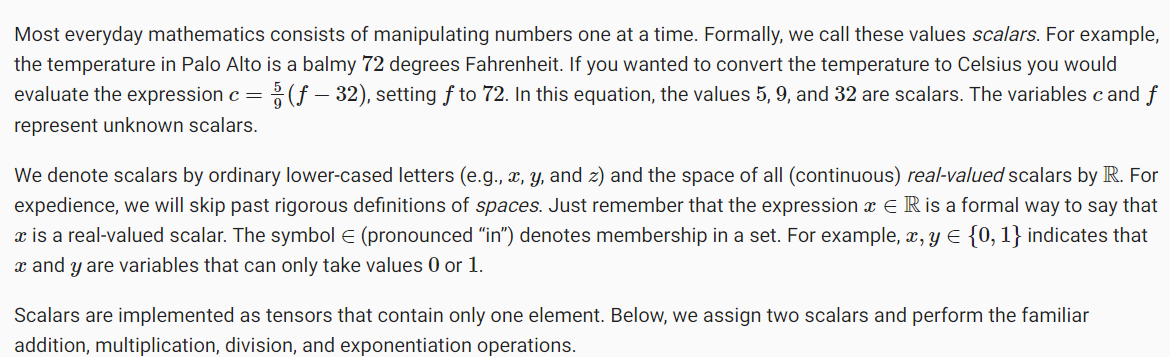 Most everyday mathematics consists of manipulating numbers one at a time. Formally, we call these values scalars. For example,
the temperature in Palo Alto is a balmy 72 degrees Fahrenheit. If you wanted to convert the temperature to Celsius you would
evaluate the expression c = 5/9 (f − 32), setting f to 72. In this equation, the values 5, 9, and 32 are scalars. The variables c and f
represent unknown scalars.
We denote scalars by ordinary lower-cased letters (e.g., x, y, and z) and the space of all (continuous) real-valued scalars by ℝ. For
expedience, we will skip past rigorous definitions of spaces. Just remember that the expression x ∈ ℝ is a formal way to say that
x is a real-valued scalar. The symbol ∈ (pronounced “in”) denotes membership in a set. For example, x, y ∈ {0, 1} indicates that
x and y are variables that can only take values 0 or 1.
Scalars are implemented as tensors that contain only one element. Below, we assign two scalars and perform the familiar
addition, multiplication, division, and exponentiation operations.